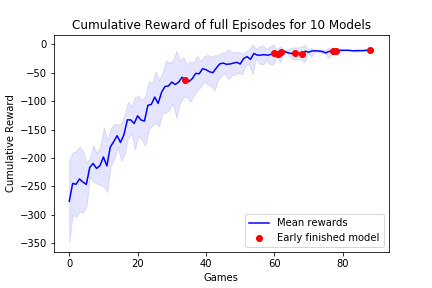 Cumulative Reward of full Episodes for 10 Models
Cumulative Reward
0
−50
−100
−150
−200
−250
−300
−350
0
20
40
60
80
Games
Mean rewards
Early finished model